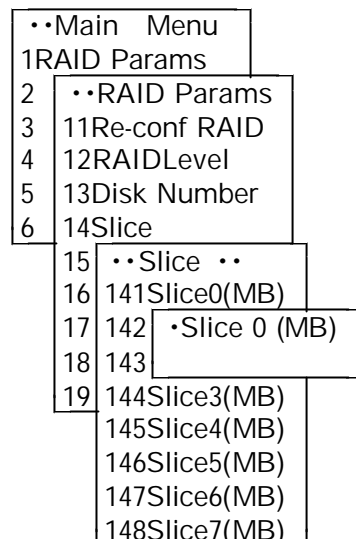 ··Main Menu
1RAID Params
2
··RAID Params
3
11Re-conf RAID
4
12RAIDLevel
5
13Disk Number
6
14Slice
15
··Slice ··
16
141Slice0(MB)
17
142
·Slice 0 (MB)
18
143
19
144Slice3(MB)
145Slice4(MB)
146Slice5(MB)
147Slice6(MB)
148Slice7(MB)